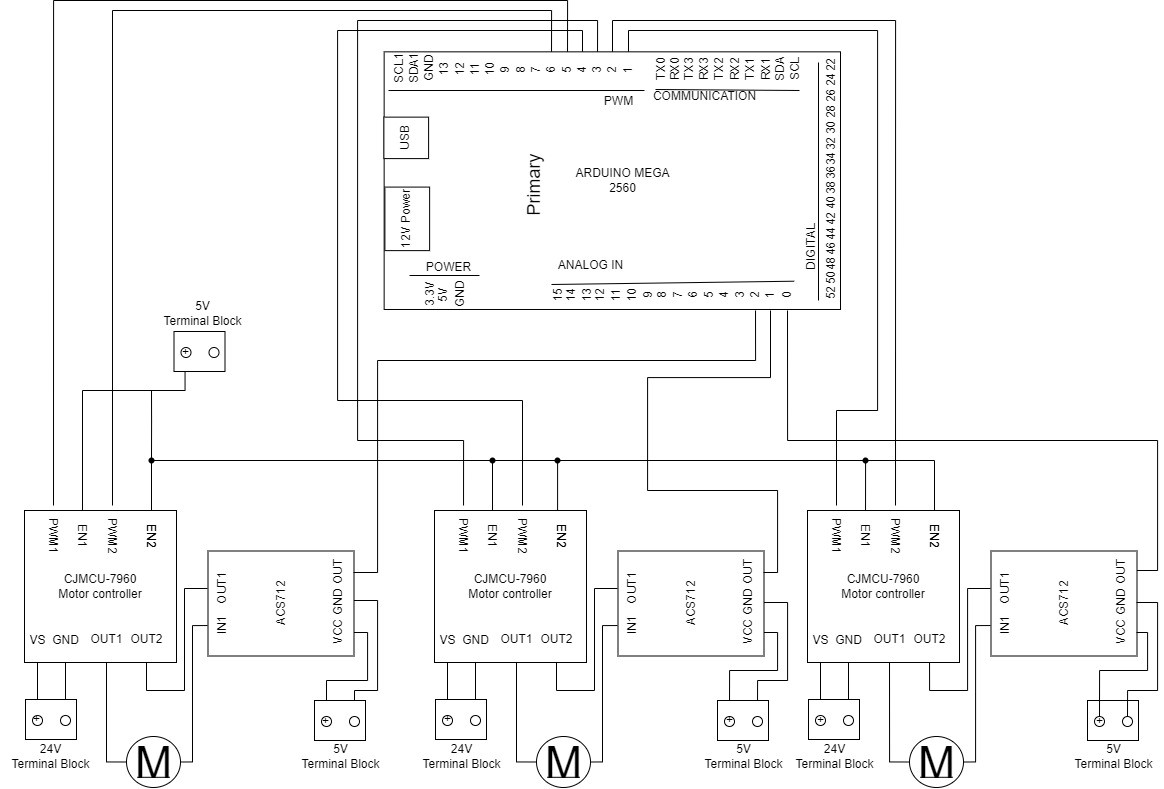 SCL1
SDA1
GND
13
12
11
10
9
8
7
6
5
4
3
2
1
TX0
RX0
TX3
RX3
TX2
RX2
TX1
RX1
SDA
SCL
PWM
COMMUNICATION
52 50 48 46 44 42 40 38 36 34 32 30 28 26 24 22
DIGITAL
USB
12V Power
Primary
ARDUINO MEGA
2560
POWER
3.3V
5V
GND
ANALOG IN
15
14
13
12
11
10
9
8
7
6
5
4
3
2
1
0
5V
Terminal Block
+
PWM1
EN1
PWM2
EN2
CJMCU-7960
Motor controller
VS GND OUT1 OUT2
IN1 OUT1
ACS712
VCC GND OUT
+
24V
Terminal Block
M
+
5V
Terminal Block
PWM1
EN1
PWM2
EN2
CJMCU-7960
Motor controller
VS GND OUT1 OUT2
IN1 OUT1
ACS712
VCC GND OUT
+
24V
Terminal Block
M
+
5V
Terminal Block
PWM1
EN1
PWM2
EN2
CJMCU-7960
Motor controller
VS GND OUT1 OUT2
IN1 OUT1
ACS712
VCC GND OUT
+
24V
Terminal Block
M
+
5V
Terminal Block